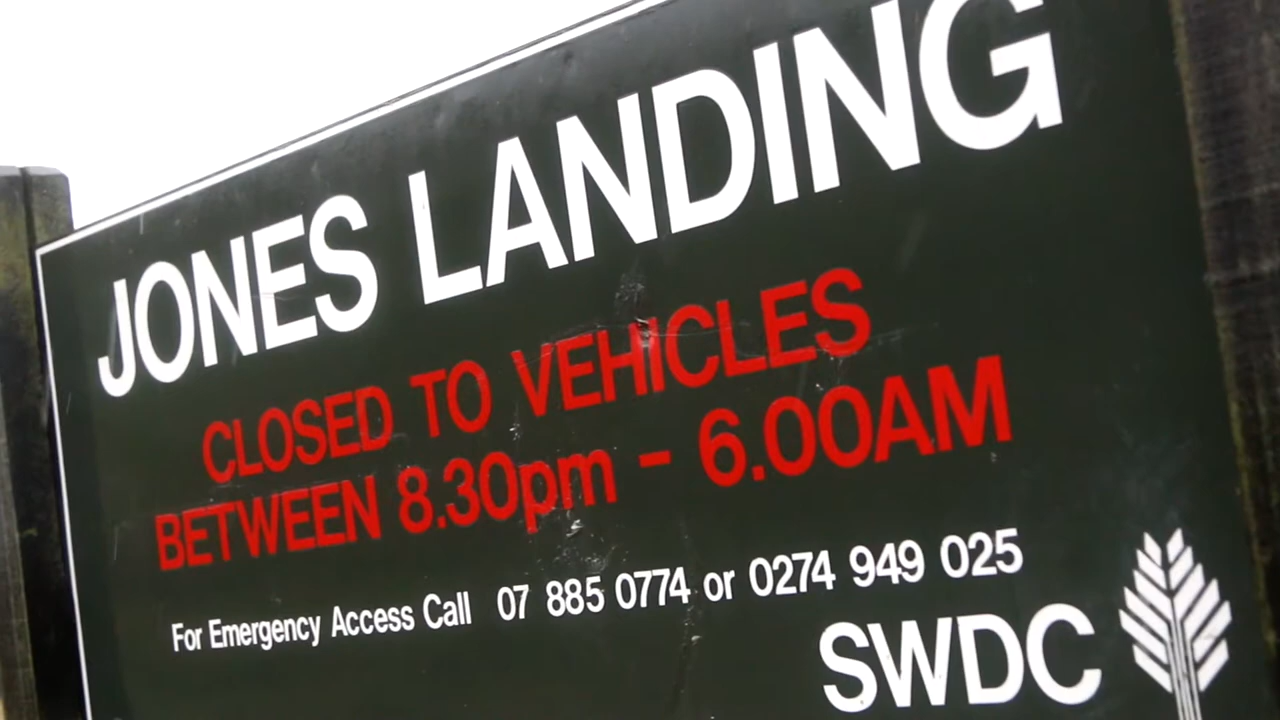 JONES LANDING
CLOSED TO VEHICLES
BETWEEN 8.30pm - 6.00AM
For Emergency Access Call 07 885 0774 or 0274 949 025
SWDC